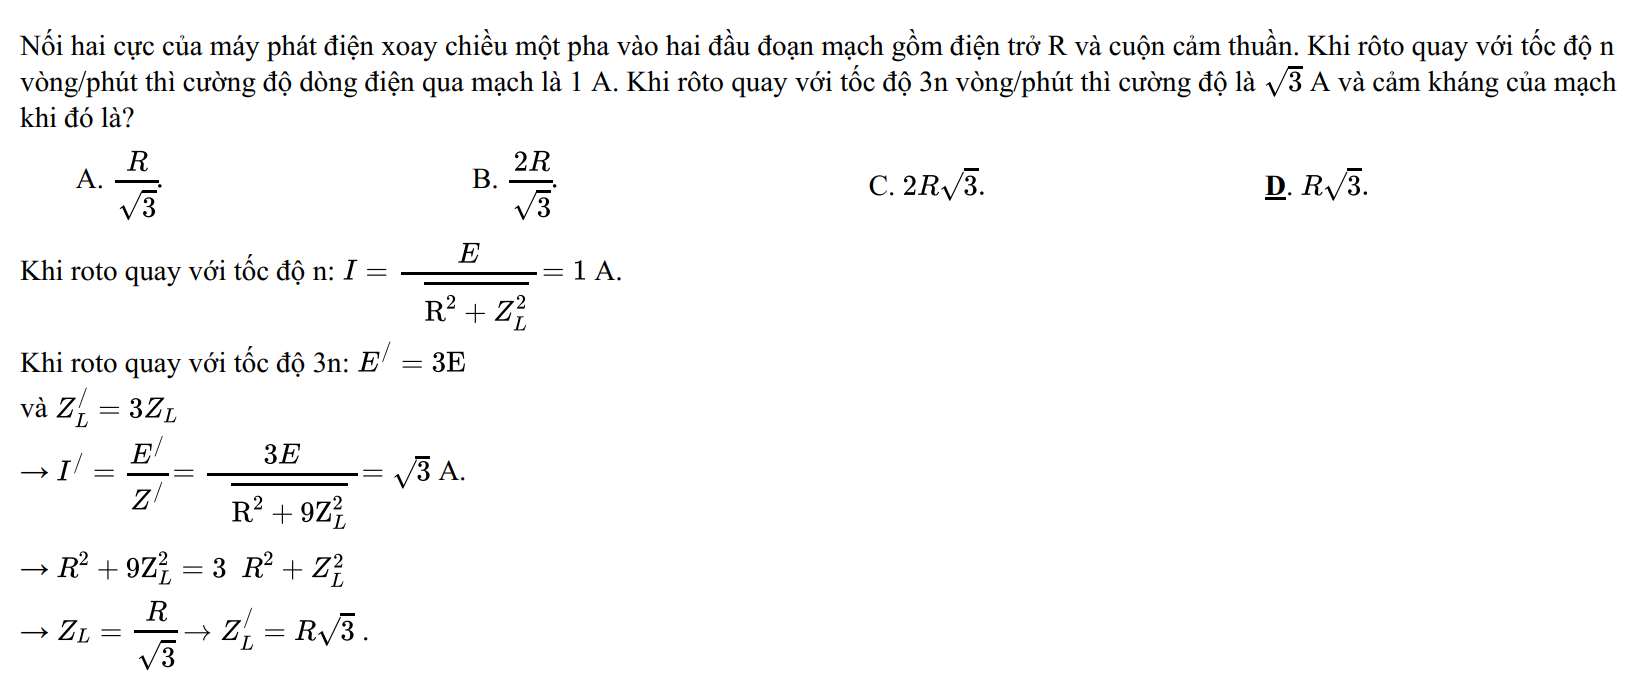 Nối hai cực của máy phát điện xoay chiều một pha vào hai đầu đoạn mạch gồm điện trở R và cuộn cảm thuần. Khi rôto quay với tốc độ n
vòng/phút thì cường độ dòng điện qua mạch là 1 A. Khi rôto quay với tốc độ 3n vòng/phút thì cường độ là $\sqrt{3}$ A và cảm kháng của mạch
khi đó là?
A. $\frac{R}{\sqrt{3}}$. B. $\frac{2R}{\sqrt{3}}$. C. $2R\sqrt{3}$. D. $R\sqrt{3}$.
Khi roto quay với tốc độ n: $I = \frac{E}{\overline{R^2 + Z_L^2}} = 1$ A.
Khi roto quay với tốc độ 3n: $E^/ = 3E$
và $Z_L^/ = 3Z_L$
$\rightarrow I^/ = \frac{E^/}{Z^/} = \frac{3E}{\overline{R^2 + 9Z_L^2}} = \sqrt{3}$ A.
$\rightarrow R^2 + 9Z_L^2 = 3 \; R^2 + Z_L^2$
$\rightarrow Z_L = \frac{R}{\sqrt{3}} \rightarrow Z_L^/ = R\sqrt{3}$.